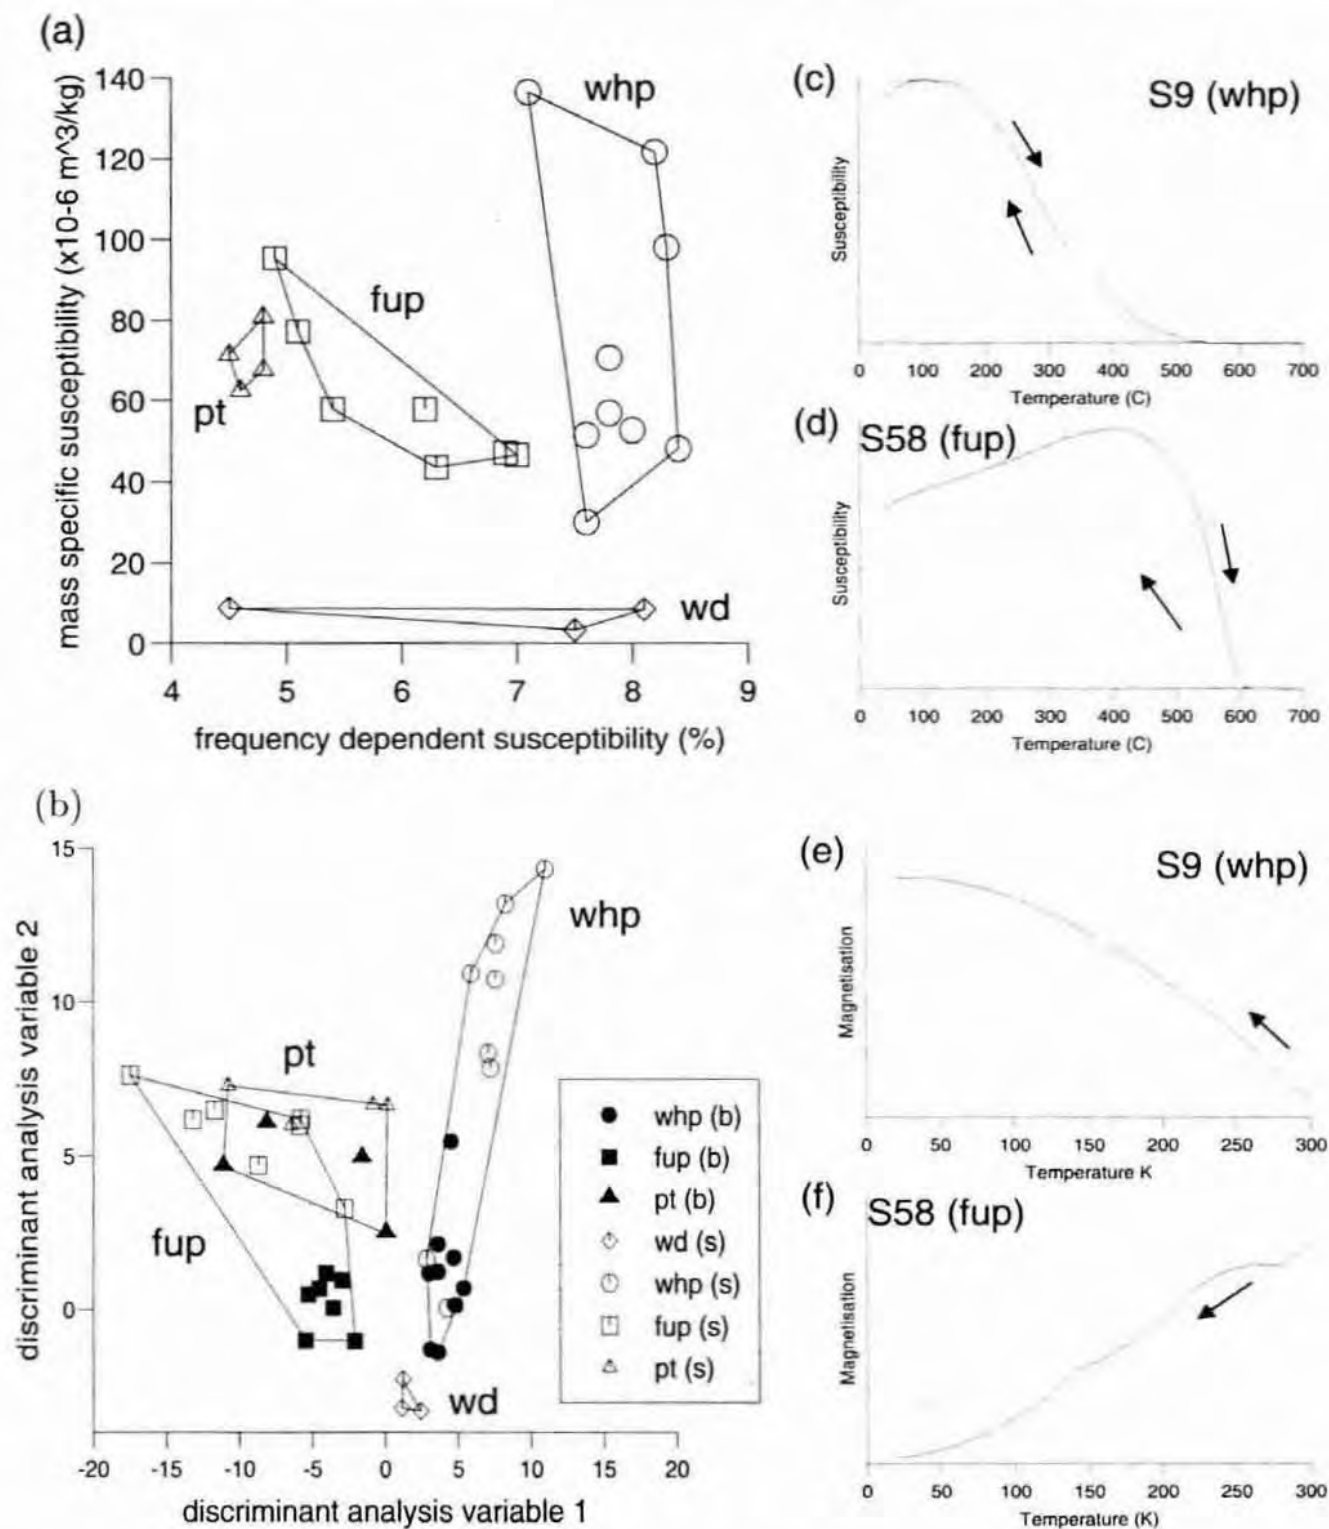 (a)
mass specific susceptibility (x10-6 m^3/kg)
140
120
100
80
60
40
20
0
whp
fup
pt
wd
4 5 6 7 8 9
frequency dependent susceptibility (%)
(c)
S9 (whp)
Susceptibility
0 100 200 300 400 500 600 700
Temperature (C)
(d)
S58 (fup)
Susceptibility
0 100 200 300 400 500 600 700
Temperature (C)
(b)
discriminant analysis variable 2
15
10
5
0
whp
pt
fup
wd
whp (b)
fup (b)
pt (b)
wd (s)
whp (s)
fup (s)
pt (s)
-20 -15 -10 -5 0 5 10 15 20
discriminant analysis variable 1
(e)
S9 (whp)
Magnetisation
0 50 100 150 200 250 300
Temperature K
(f)
S58 (fup)
Magnetisation
0 50 100 150 200 250 300
Temperature (K)